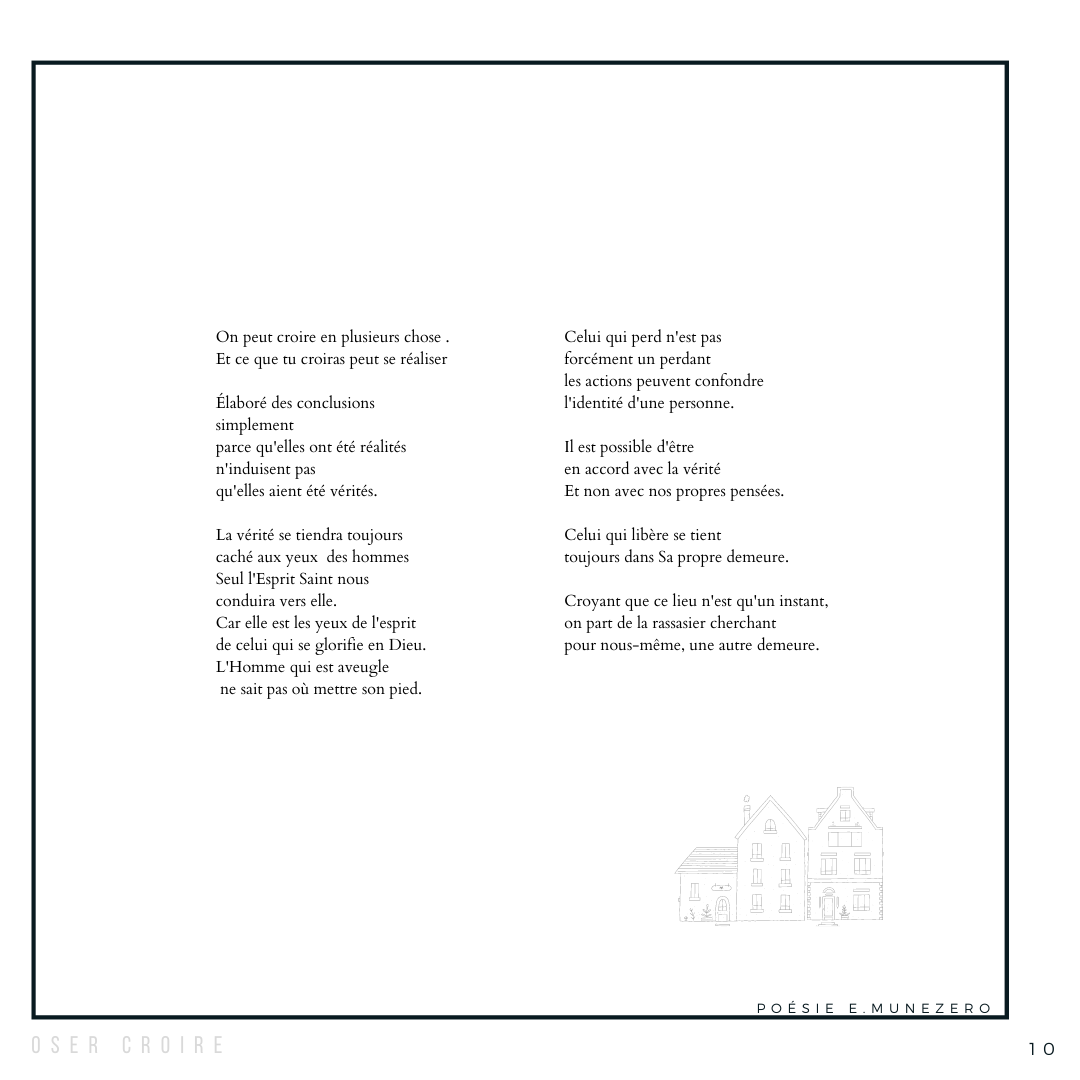 On peut croire en plusieurs chose .
Et ce que tu croiras peut se réaliser
Élaboré des conclusions
simplement
parce qu'elles ont été réalités
n'induisent pas
qu'elles aient été vérités.
La vérité se tiendra toujours
caché aux yeux  des hommes
Seul l'Esprit Saint nous
conduira vers elle.
Car elle est les yeux de l'esprit
de celui qui se glorifie en Dieu.
L'Homme qui est aveugle
ne sait pas où mettre son pied.
Celui qui perd n'est pas
forcément un perdant
les actions peuvent confondre
l'identité d'une personne.
Il est possible d'être
en accord avec la vérité
Et non avec nos propres pensées.
Celui qui libère se tient
toujours dans Sa propre demeure.
Croyant que ce lieu n'est qu'un instant,
on part de la rassasier cherchant
pour nous-même, une autre demeure.
POÉSIE E.MUNEZERO
OSER CROIRE
10